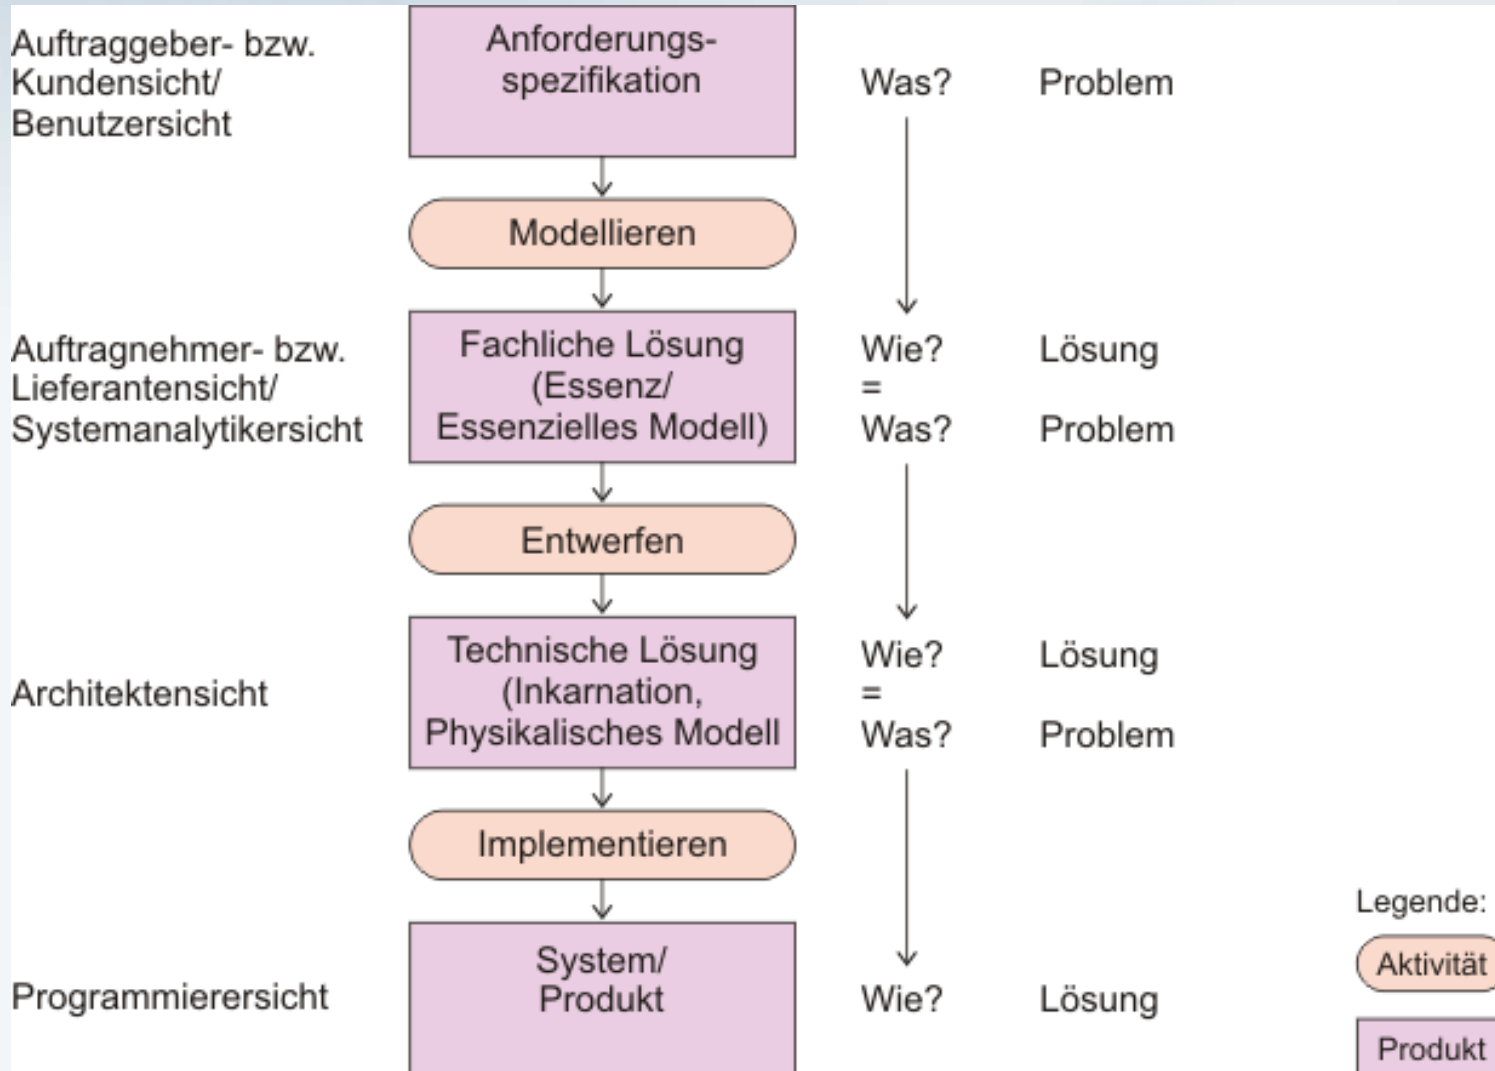 Auftraggeber- bzw.
Kundensicht/
Benutzersicht
Anforderungs-
spezifikation
Was?
Problem
Modellieren
Auftragnehmer- bzw.
Lieferantensicht/
Systemanalytikersicht
Fachliche Lösung
(Essenz/
Essenzielles Modell)
Wie?
=
Was?
Lösung
Problem
Entwerfen
Architektensicht
Technische Lösung
(Inkarnation,
Physikalisches Modell
Wie?
=
Was?
Lösung
Problem
Implementieren
Programmierersicht
System/
Produkt
Wie?
Lösung
Legende:
Aktivität
Produkt